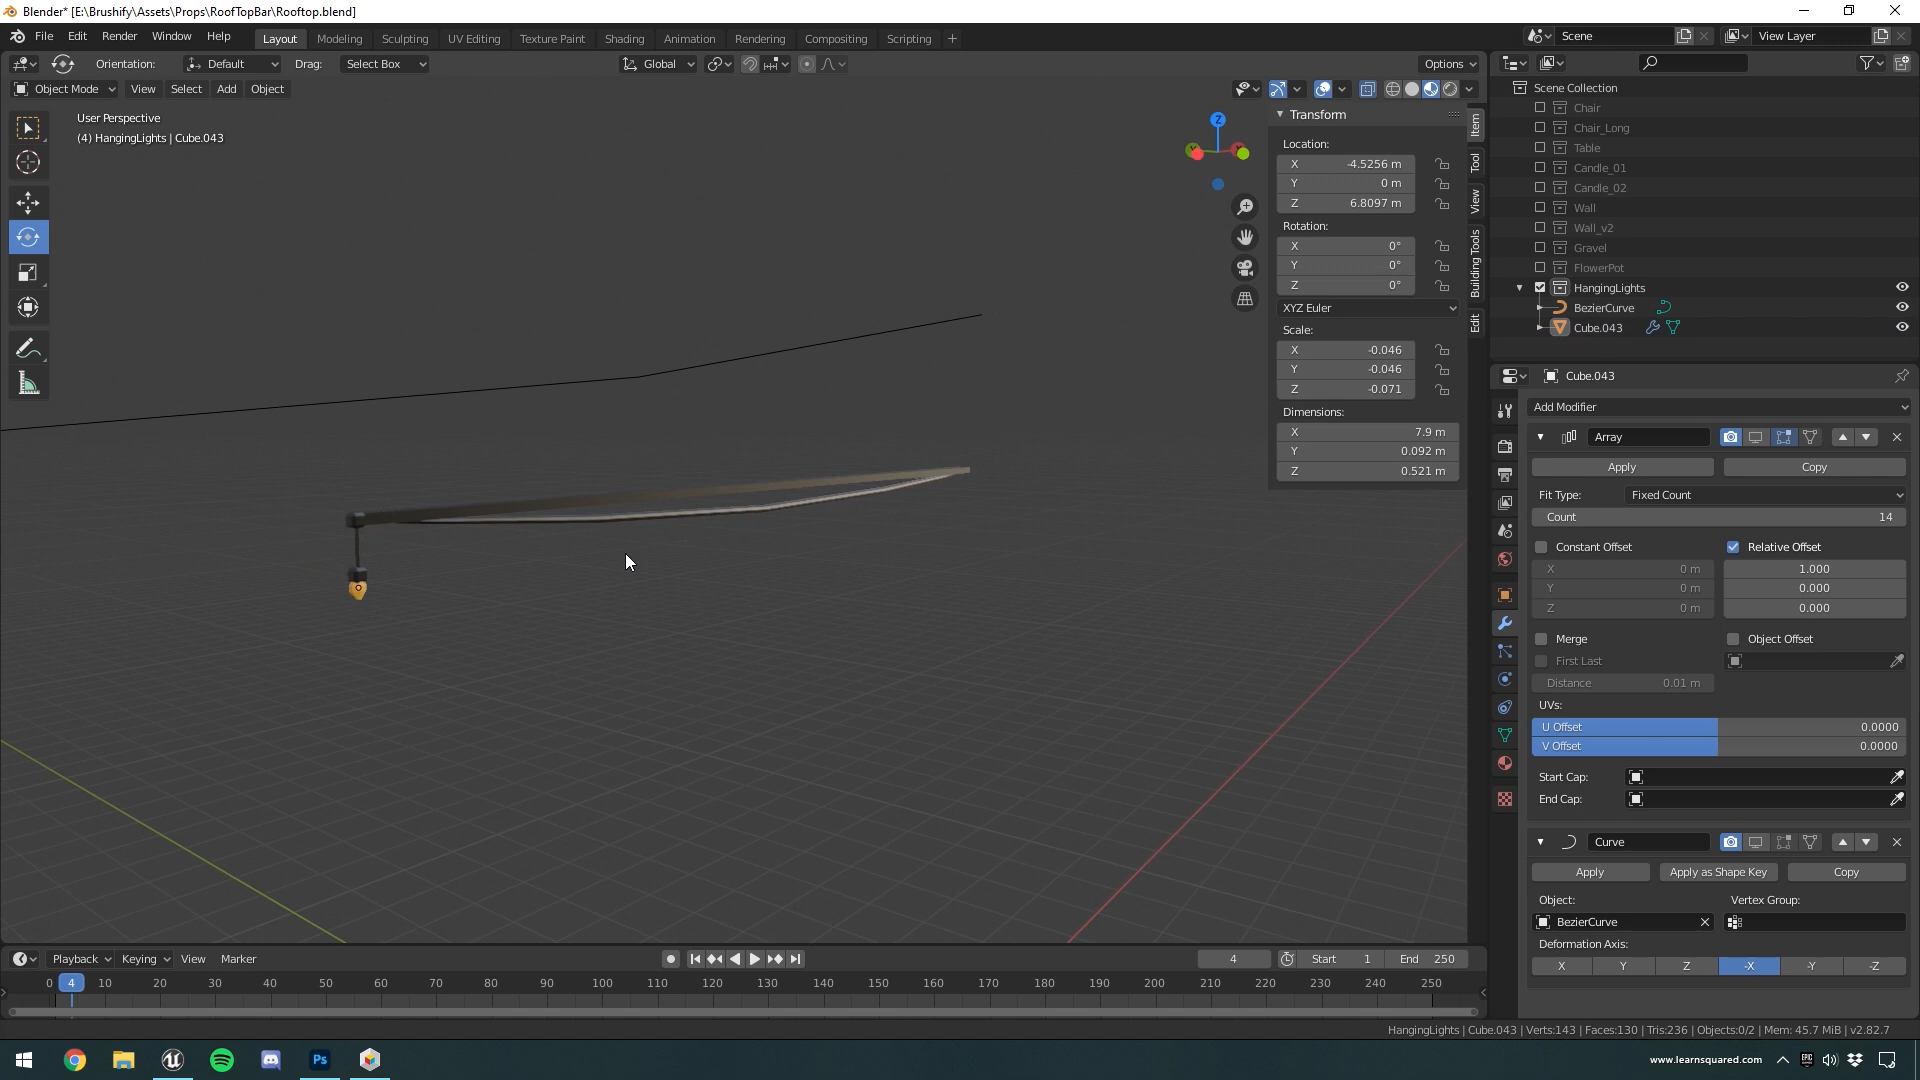 Blender* [E:\Brushify\Assets\Props\RoofTopBar\Rooftop.blend]
File Edit Render Window Help Layout Modeling Sculpting UV Editing Texture Paint Shading Animation Rendering Compositing Scripting + Scene View Layer
Orientation: Default Drag: Select Box Global Options
Object Mode View Select Add Object
User Perspective
(4) HangingLights | Cube.043
Z
Transform
Location:
X -4.5256 m
Y 0 m
Z 6.8097 m
Rotation:
X 0°
Y 0°
Z 0°
XYZ Euler
Scale:
X -0.046
Y -0.046
Z -0.071
Dimensions:
X 7.9 m
Y 0.092 m
Z 0.521 m
Item
Tool
View
Building Tools
Edit
Scene Collection
Chair
Chair_Long
Table
Candle_01
Candle_02
Wall
Wall_v2
Gravel
FlowerPot
HangingLights
BezierCurve
Cube.043
Cube.043
Add Modifier
Array
Apply Copy
Fit Type: Fixed Count
Count 14
Constant Offset Relative Offset
X 0 m 1.000
Y 0 m 0.000
Z 0 m 0.000
Merge Object Offset
First Last
Distance 0.01 m
UVs:
U Offset 0.0000
V Offset 0.0000
Start Cap:
End Cap:
Curve
Apply Apply as Shape Key Copy
Object: Vertex Group:
BezierCurve
Deformation Axis:
X Y Z -X -Y -Z
Playback Keying View Marker 4 Start 1 End 250
0 4 10 20 30 40 50 60 70 80 90 100 110 120 130 140 150 160 170 180 190 200 210 220 230 240 250
HangingLights | Cube.043 | Verts:143 | Faces:130 | Tris:236 | Objects:0/2 | Mem: 45.7 MiB | v2.82.7
Ps www.learnsquared.com